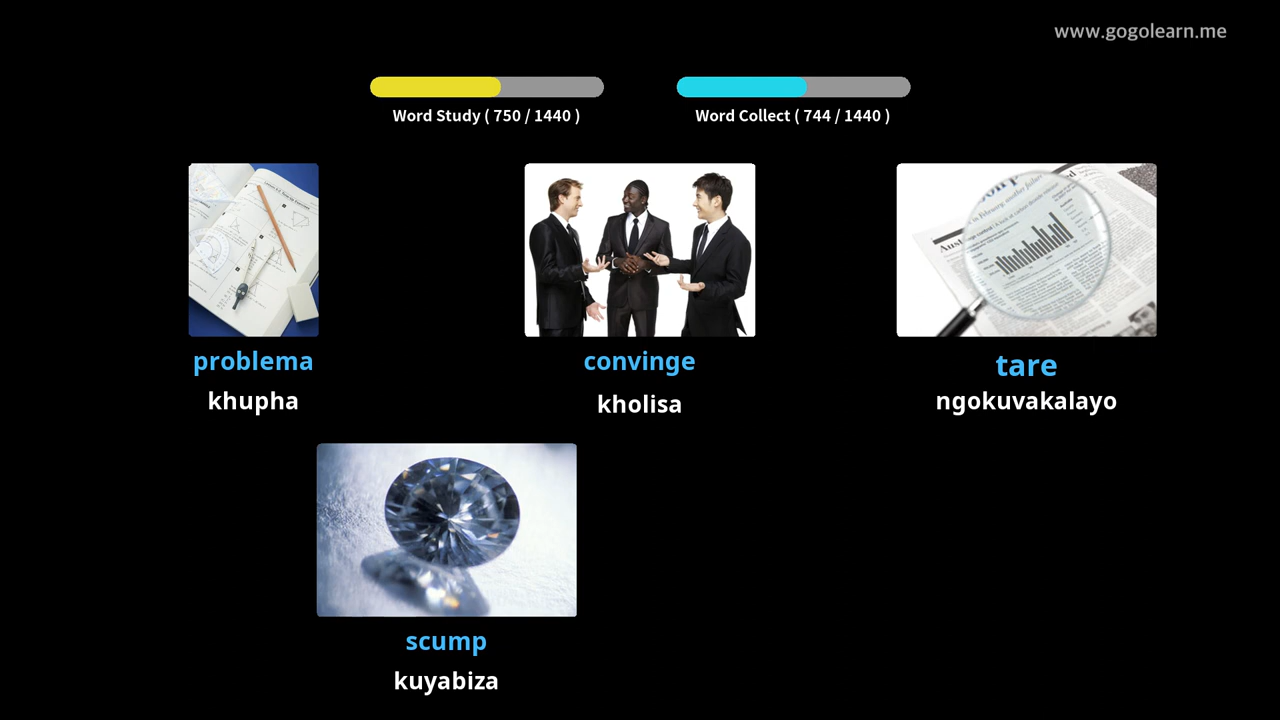 www.gogolearn.me
Word Study ( 750 / 1440 )
Word Collect ( 744 / 1440 )
problema
khupha
convinge
kholisa
tare
ngokuvakalayo
scump
kuyabiza